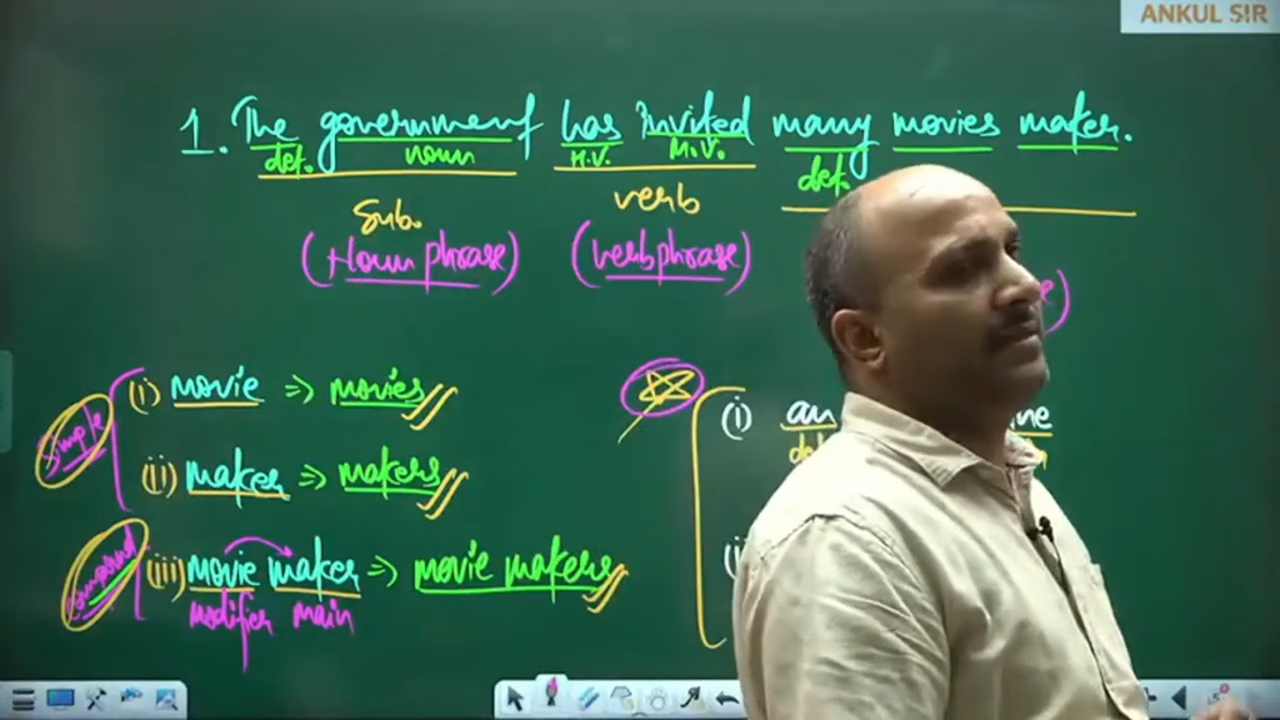 ANKUL SIR
1. The government has invited many movies maker.
det. noun H.V. M.V. det.
Sub. verb
(Noun phrase) (verb phrase)
(i) movie => movies
simple
(ii) maker => makers
compound
(iii) movie maker => movie makers
modifier main
(i) an